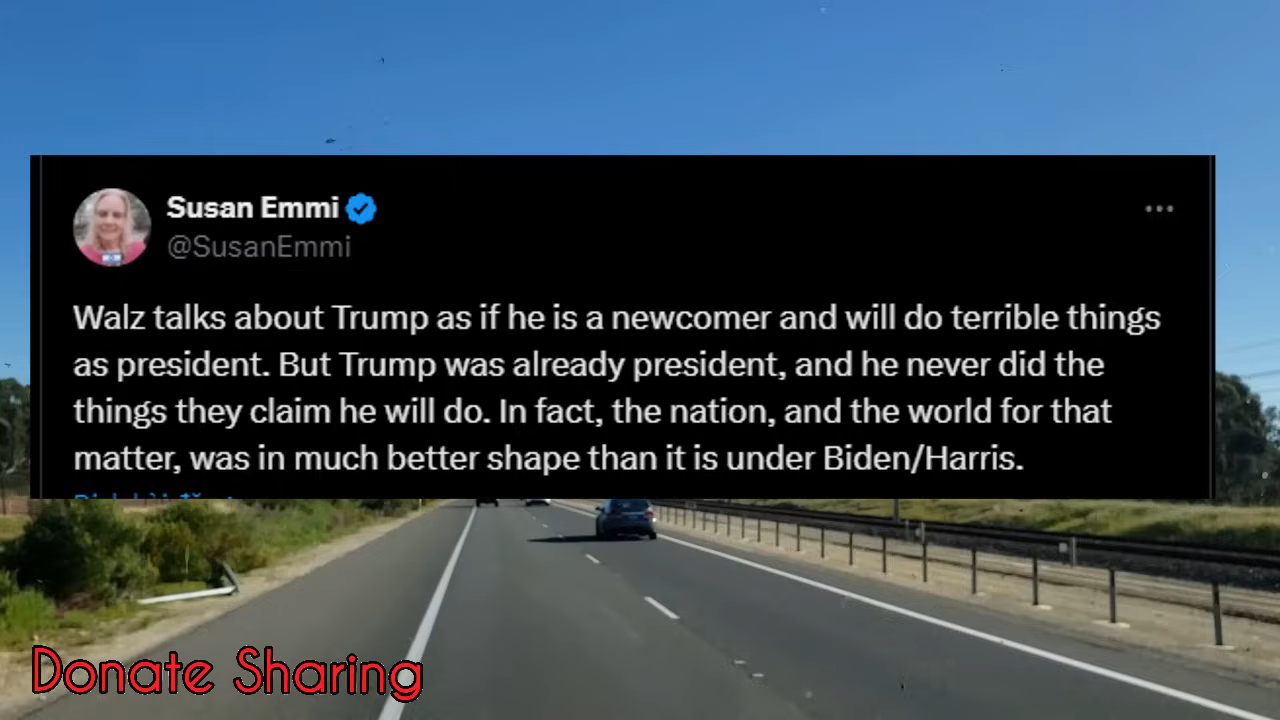 Susan Emmi
@SusanEmmi
Walz talks about Trump as if he is a newcomer and will do terrible things
as president. But Trump was already president, and he never did the
things they claim he will do. In fact, the nation, and the world for that
matter, was in much better shape than it is under Biden/Harris.
Donate Sharing